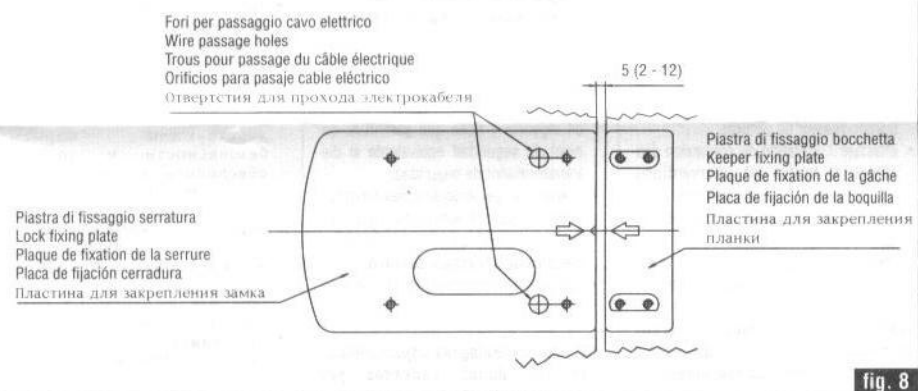 Fori per passaggio cavo elettrico
Wire passage holes
Trous pour passage du câble électrique
Orificios para pasaje cable eléctrico
Отвертстия для прохода электрокабеля
5 (2 - 12)
Piastra di fissaggio bocchetta
Keeper fixing plate
Plaque de fixation de la gâche
Placa de fijación de la boquilla
Пластина для закрепления
планки
Piastra di fissaggio serratura
Lock fixing plate
Plaque de fixation de la serrure
Placa de fijación cerradura
Пластина для закрепления замка
fig. 8